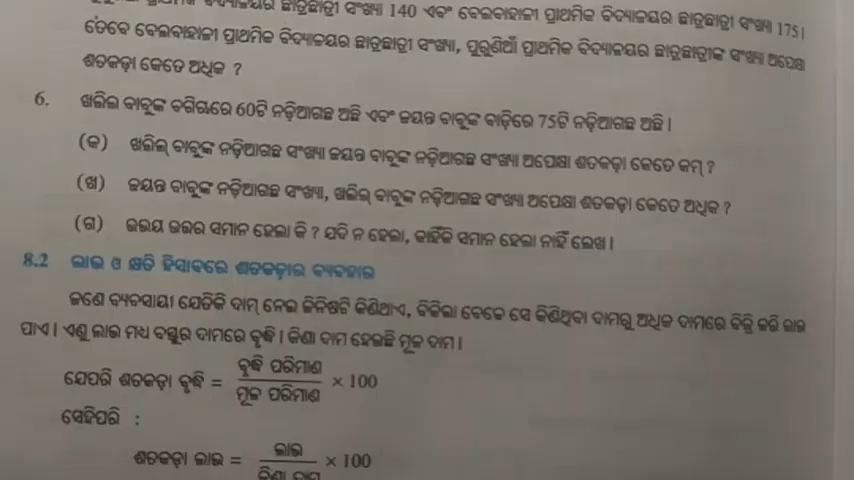 ପ୍ରାଥମିକ ବିଦ୍ୟାଳୟର ଛାତ୍ରଛାତ୍ରୀ ସଂଖ୍ୟା 140 ଏବଂ ବେଲବାହାଳୀ ପ୍ରାଥମିକ ବିଦ୍ୟାଳୟର ଛାତ୍ରଛାତ୍ରୀ ସଂଖ୍ୟା 175।
ତେବେ ବେଲବାହାଳୀ ପ୍ରାଥମିକ ବିଦ୍ୟାଳୟର ଛାତ୍ରଛାତ୍ରୀ ସଂଖ୍ୟା, ପୁରୁଣିଆଁ ପ୍ରାଥମିକ ବିଦ୍ୟାଳୟର ଛାତ୍ରଛାତ୍ରୀଙ୍କ ସଂଖ୍ୟା ଅପେକ୍ଷା
ଶତକଡ଼ା କେତେ ଅଧିକ ?
6. ଖଲିଲ ବାବୁଙ୍କ ବଗିଚାରେ 60ଟି ନଡ଼ିଆଗଛ ଅଛି ଏବଂ ଜୟନ୍ତ ବାବୁଙ୍କ ବାଡ଼ିରେ 75ଟି ନଡ଼ିଆଗଛ ଅଛି।
(କ) ଖଲିଲ୍ ବାବୁଙ୍କ ନଡ଼ିଆଗଛ ସଂଖ୍ୟା ଜୟନ୍ତ ବାବୁଙ୍କ ନଡ଼ିଆଗଛ ସଂଖ୍ୟା ଅପେକ୍ଷା ଶତକଡ଼ା କେତେ କମ୍ ?
(ଖ) ଜୟନ୍ତ ବାବୁଙ୍କ ନଡ଼ିଆଗଛ ସଂଖ୍ୟା, ଖଲିଲ୍ ବାବୁଙ୍କ ନଡ଼ିଆଗଛ ସଂଖ୍ୟା ଅପେକ୍ଷା ଶତକଡ଼ା କେତେ ଅଧିକ ?
(ଗ) ଉଭୟ ଉତ୍ତର ସମାନ ହେଲା କି ? ଯଦି ନ ହେଲା, କାହିଁକି ସମାନ ହେଲା ନାହିଁ ଲେଖ।
8.2 ଲାଭ ଓ କ୍ଷତି ହିସାବରେ ଶତକଡ଼ାର ବ୍ୟବହାର
ଜଣେ ବ୍ୟବସାୟୀ ଯେତିକି ଦାମ୍ ନେଇ ଜିନିଷଟି କିଣିଥାଏ, ବିକିଲା ବେଳେ ସେ କିଣିଥିବା ଦାମରୁ ଅଧିକ ଦାମରେ ବିକ୍ରି କରି ଲାଭ
ପାଏ। ଏଣୁ ଲାଭ ମଧ୍ୟ ବସ୍ତୁର ଦାମରେ ବୃଦ୍ଧି। କିଣା ଦାମ ହେଉଛି ମୂଳ ଦାମ।
ଯେପରି ଶତକଡ଼ା ବୃଦ୍ଧି = ବୃଦ୍ଧି ପରିମାଣ / ମୂଳ ପରିମାଣ × 100
ସେହିପରି :
ଶତକଡ଼ା ଲାଭ = ଲାଭ / କିଣା ଦାମ × 100